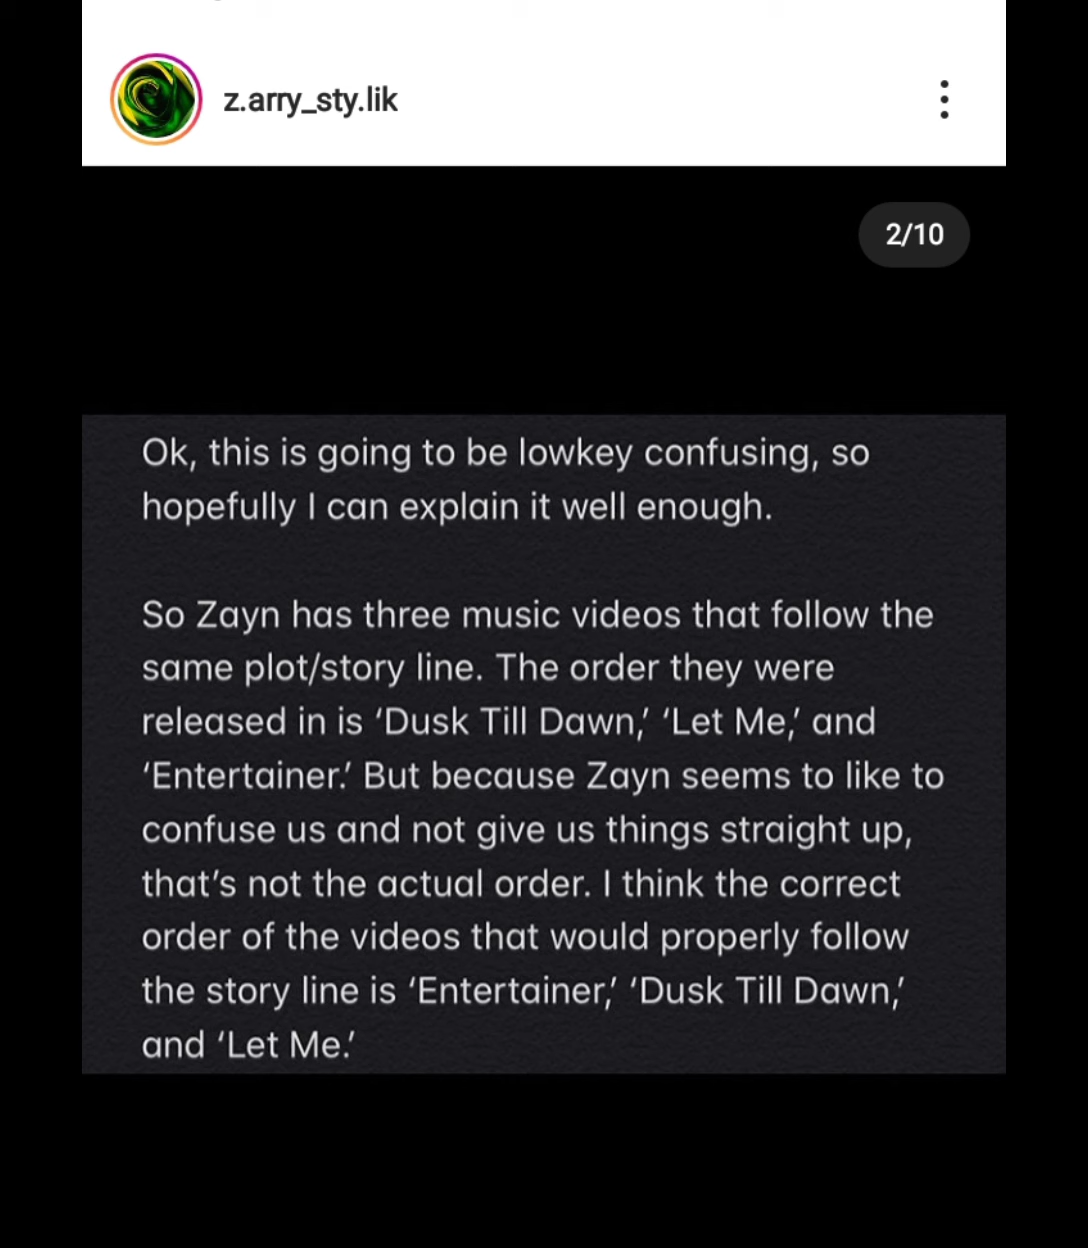 z.arry_sty.lik
2/10
Ok, this is going to be lowkey confusing, so
hopefully I can explain it well enough.
So Zayn has three music videos that follow the
same plot/story line. The order they were
released in is ‘Dusk Till Dawn,’ ‘Let Me,’ and
‘Entertainer.’ But because Zayn seems to like to
confuse us and not give us things straight up,
that’s not the actual order. I think the correct
order of the videos that would properly follow
the story line is ‘Entertainer,’ ‘Dusk Till Dawn,’
and ‘Let Me.’